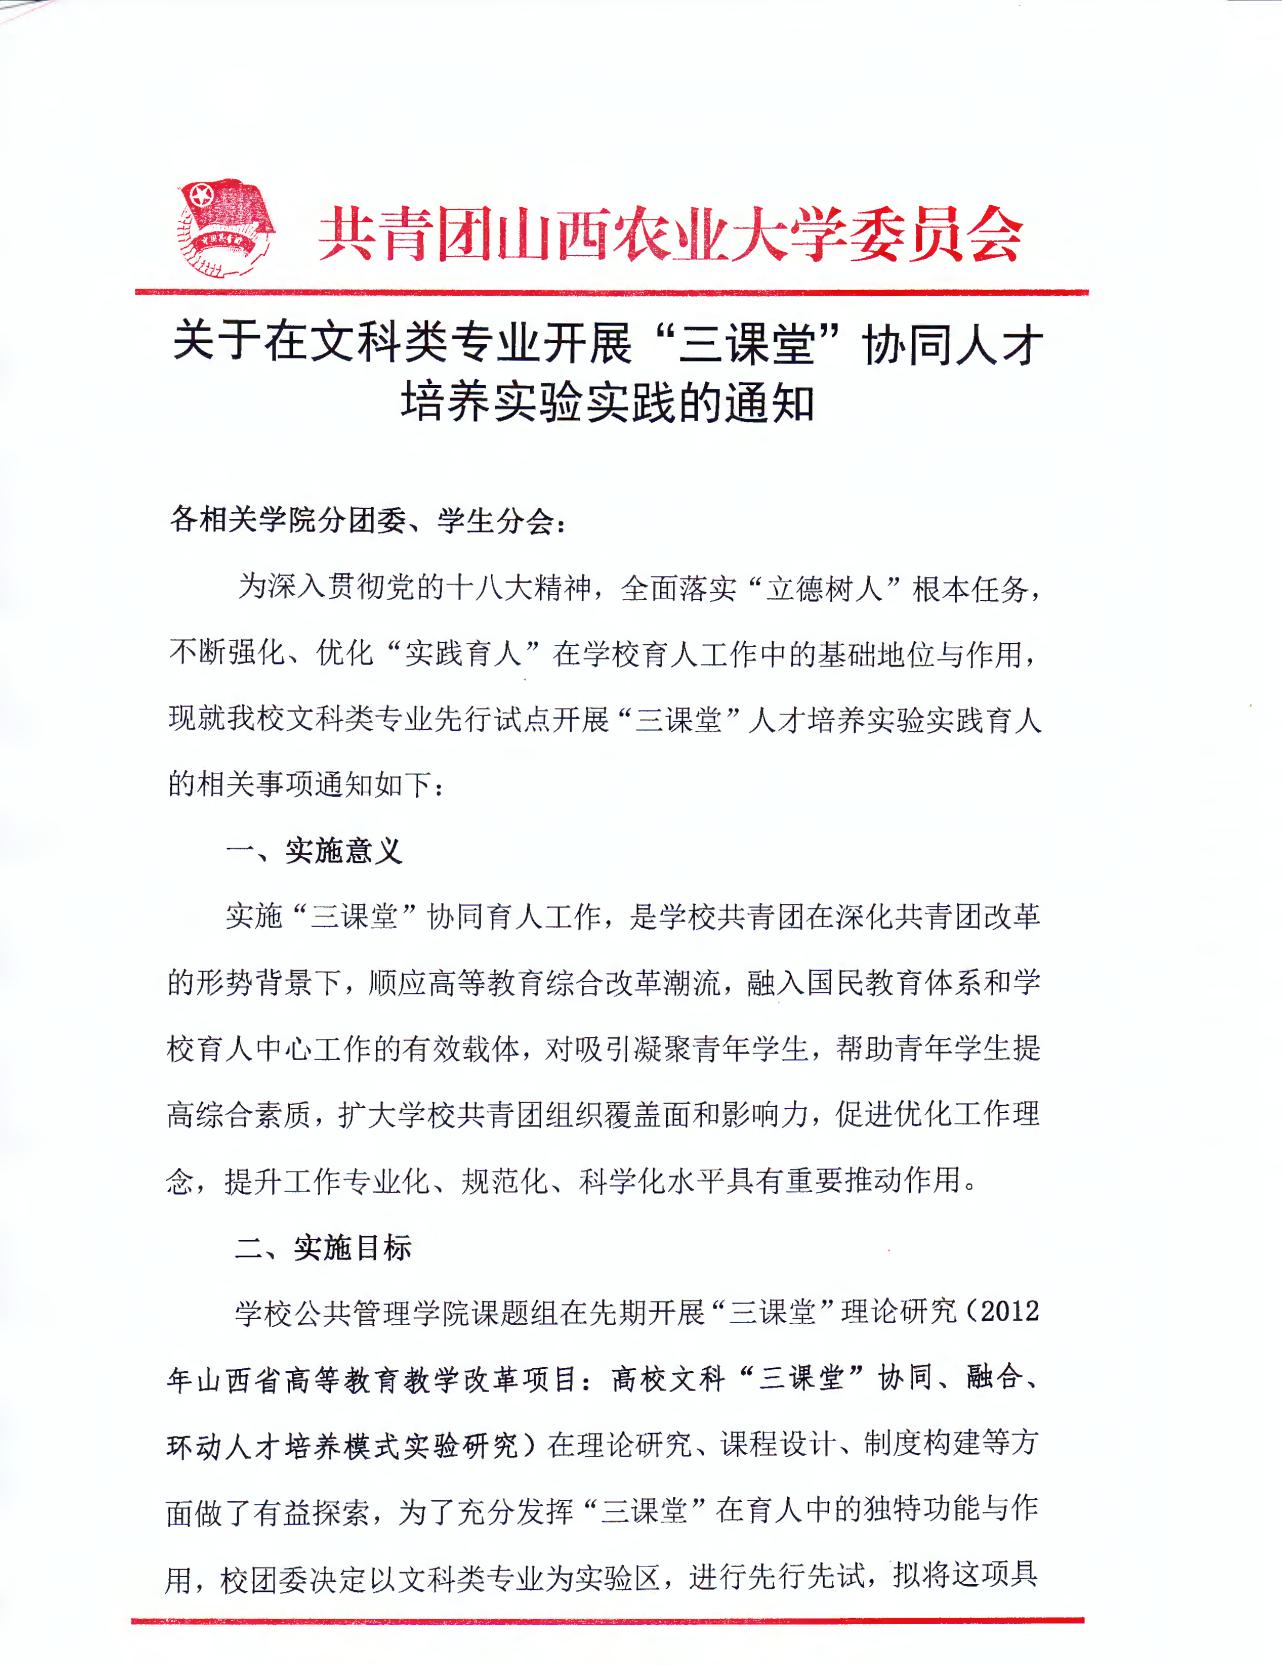 共青团山西农业大学委员会
关于在文科类专业开展“三课堂”协同人才
培养实验实践的通知
各相关学院分团委、学生分会：
为深入贯彻党的十八大精神，全面落实“立德树人”根本任务，
不断强化、优化“实践育人”在学校育人工作中的基础地位与作用，
现就我校文科类专业先行试点开展“三课堂”人才培养实验实践育人
的相关事项通知如下：
一、实施意义
实施“三课堂”协同育人工作，是学校共青团在深化共青团改革
的形势背景下，顺应高等教育综合改革潮流，融入国民教育体系和学
校育人中心工作的有效载体，对吸引凝聚青年学生，帮助青年学生提
高综合素质，扩大学校共青团组织覆盖面和影响力，促进优化工作理
念，提升工作专业化、规范化、科学化水平具有重要推动作用。
二、实施目标
学校公共管理学院课题组在先期开展“三课堂”理论研究（2012
年山西省高等教育教学改革项目：高校文科“三课堂”协同、融合、
环动人才培养模式实验研究）在理论研究、课程设计、制度构建等方
面做了有益探索，为了充分发挥“三课堂”在育人中的独特功能与作
用，校团委决定以文科类专业为实验区，进行先行先试，拟将这项具